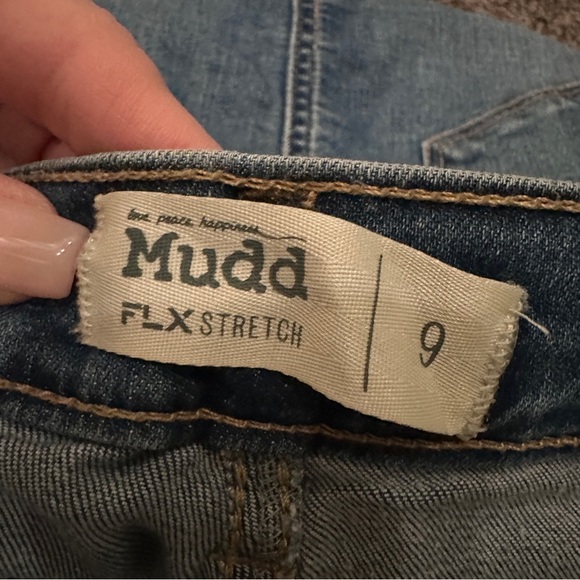 love peace happiness
Mudd
FLX STRETCH
9